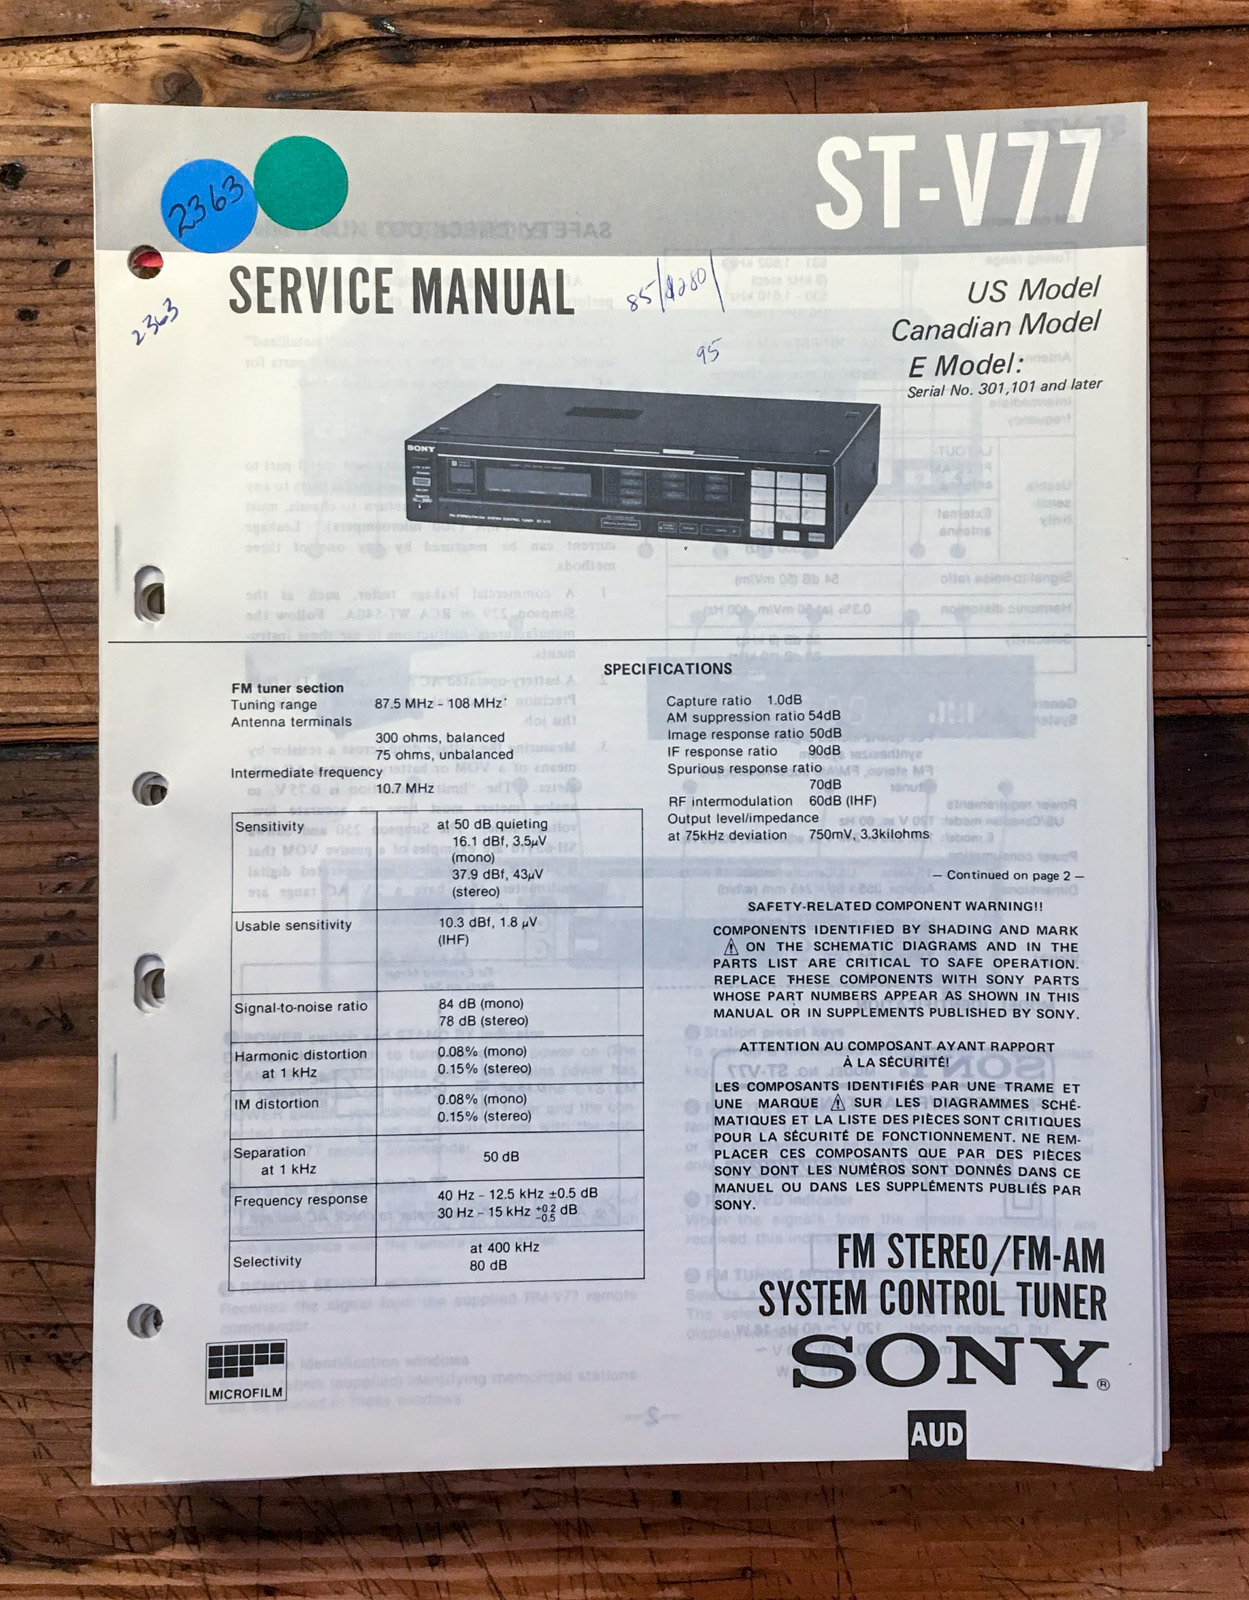 ST-V77
2363
SERVICE MANUAL
2363
85/$280/
95
US Model
Canadian Model
E Model:
Serial No. 301,101 and later
SONY
SPECIFICATIONS
FM tuner section
Tuning range 87.5 MHz – 108 MHz
Antenna terminals
300 ohms, balanced
75 ohms, unbalanced
Intermediate frequency
10.7 MHz
Sensitivity at 50 dB quieting
16.1 dBf, 3.5µV
(mono)
37.9 dBf, 43µV
(stereo)
Usable sensitivity 10.3 dBf, 1.8 µV
(IHF)
Signal-to-noise ratio 84 dB (mono)
78 dB (stereo)
Harmonic distortion 0.08% (mono)
at 1 kHz 0.15% (stereo)
IM distortion 0.08% (mono)
0.15% (stereo)
Separation
at 1 kHz 50 dB
Frequency response 40 Hz – 12.5 kHz ±0.5 dB
30 Hz – 15 kHz +0.2 −0.5 dB
Selectivity at 400 kHz
80 dB
Capture ratio 1.0dB
AM suppression ratio 54dB
Image response ratio 50dB
IF response ratio 90dB
Spurious response ratio
70dB
RF intermodulation 60dB (IHF)
Output level/impedance
at 75kHz deviation 750mV, 3.3kilohms
— Continued on page 2 —
SAFETY-RELATED COMPONENT WARNING!!
COMPONENTS IDENTIFIED BY SHADING AND MARK
⚠ ON THE SCHEMATIC DIAGRAMS AND IN THE
PARTS LIST ARE CRITICAL TO SAFE OPERATION.
REPLACE THESE COMPONENTS WITH SONY PARTS
WHOSE PART NUMBERS APPEAR AS SHOWN IN THIS
MANUAL OR IN SUPPLEMENTS PUBLISHED BY SONY.
ATTENTION AU COMPOSANT AYANT RAPPORT
À LA SÉCURITÉ!
LES COMPOSANTS IDENTIFIÉS PAR UNE TRAME ET
UNE MARQUE ⚠ SUR LES DIAGRAMMES SCHÉ-
MATIQUES ET LA LISTE DES PIÈCES SONT CRITIQUES
POUR LA SÉCURITÉ DE FONCTIONNEMENT. NE REM-
PLACER CES COMPOSANTS QUE PAR DES PIÈCES
SONY DONT LES NUMÉROS SONT DONNÉS DANS CE
MANUEL OU DANS LES SUPPLÉMENTS PUBLIÉS PAR
SONY.
FM STEREO/FM-AM
SYSTEM CONTROL TUNER
SONY®
MICROFILM
AUD